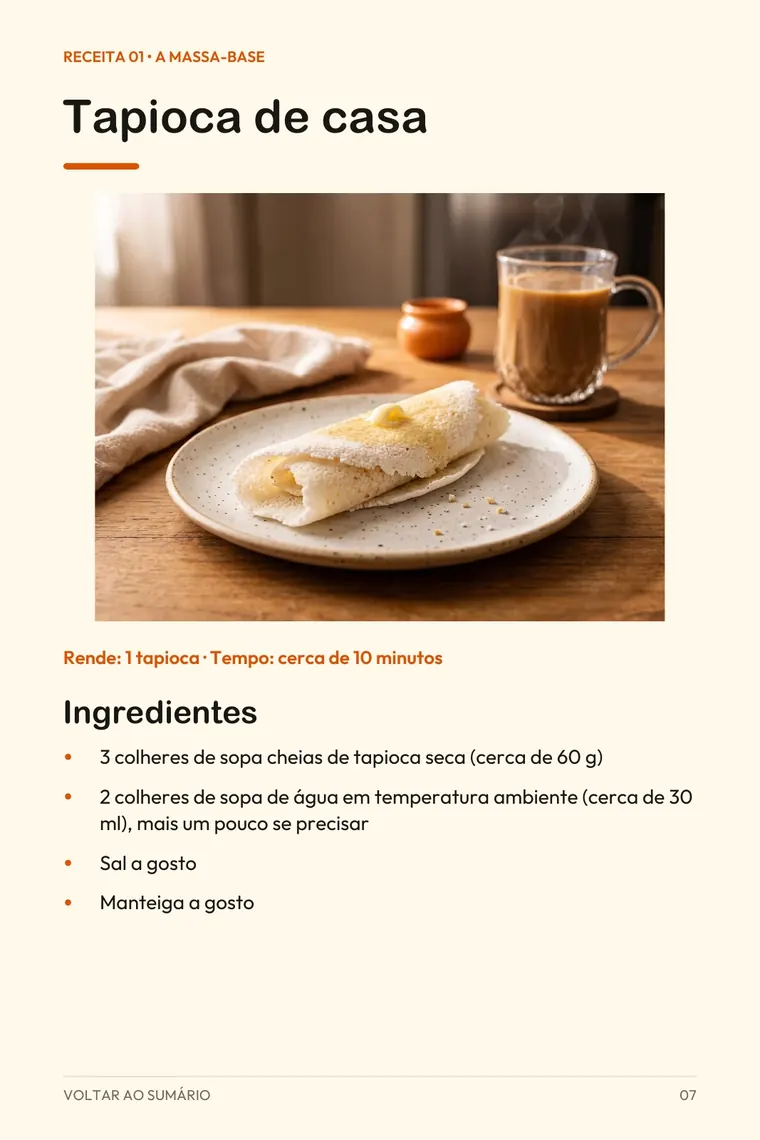 RECEITA 01 • A MASSA-BASE
Tapioca de casa
Rende: 1 tapioca · Tempo: cerca de 10 minutos
Ingredientes
• 3 colheres de sopa cheias de tapioca seca (cerca de 60 g)
• 2 colheres de sopa de água em temperatura ambiente (cerca de 30
ml), mais um pouco se precisar
• Sal a gosto
• Manteiga a gosto
VOLTAR AO SUMÁRIO 07